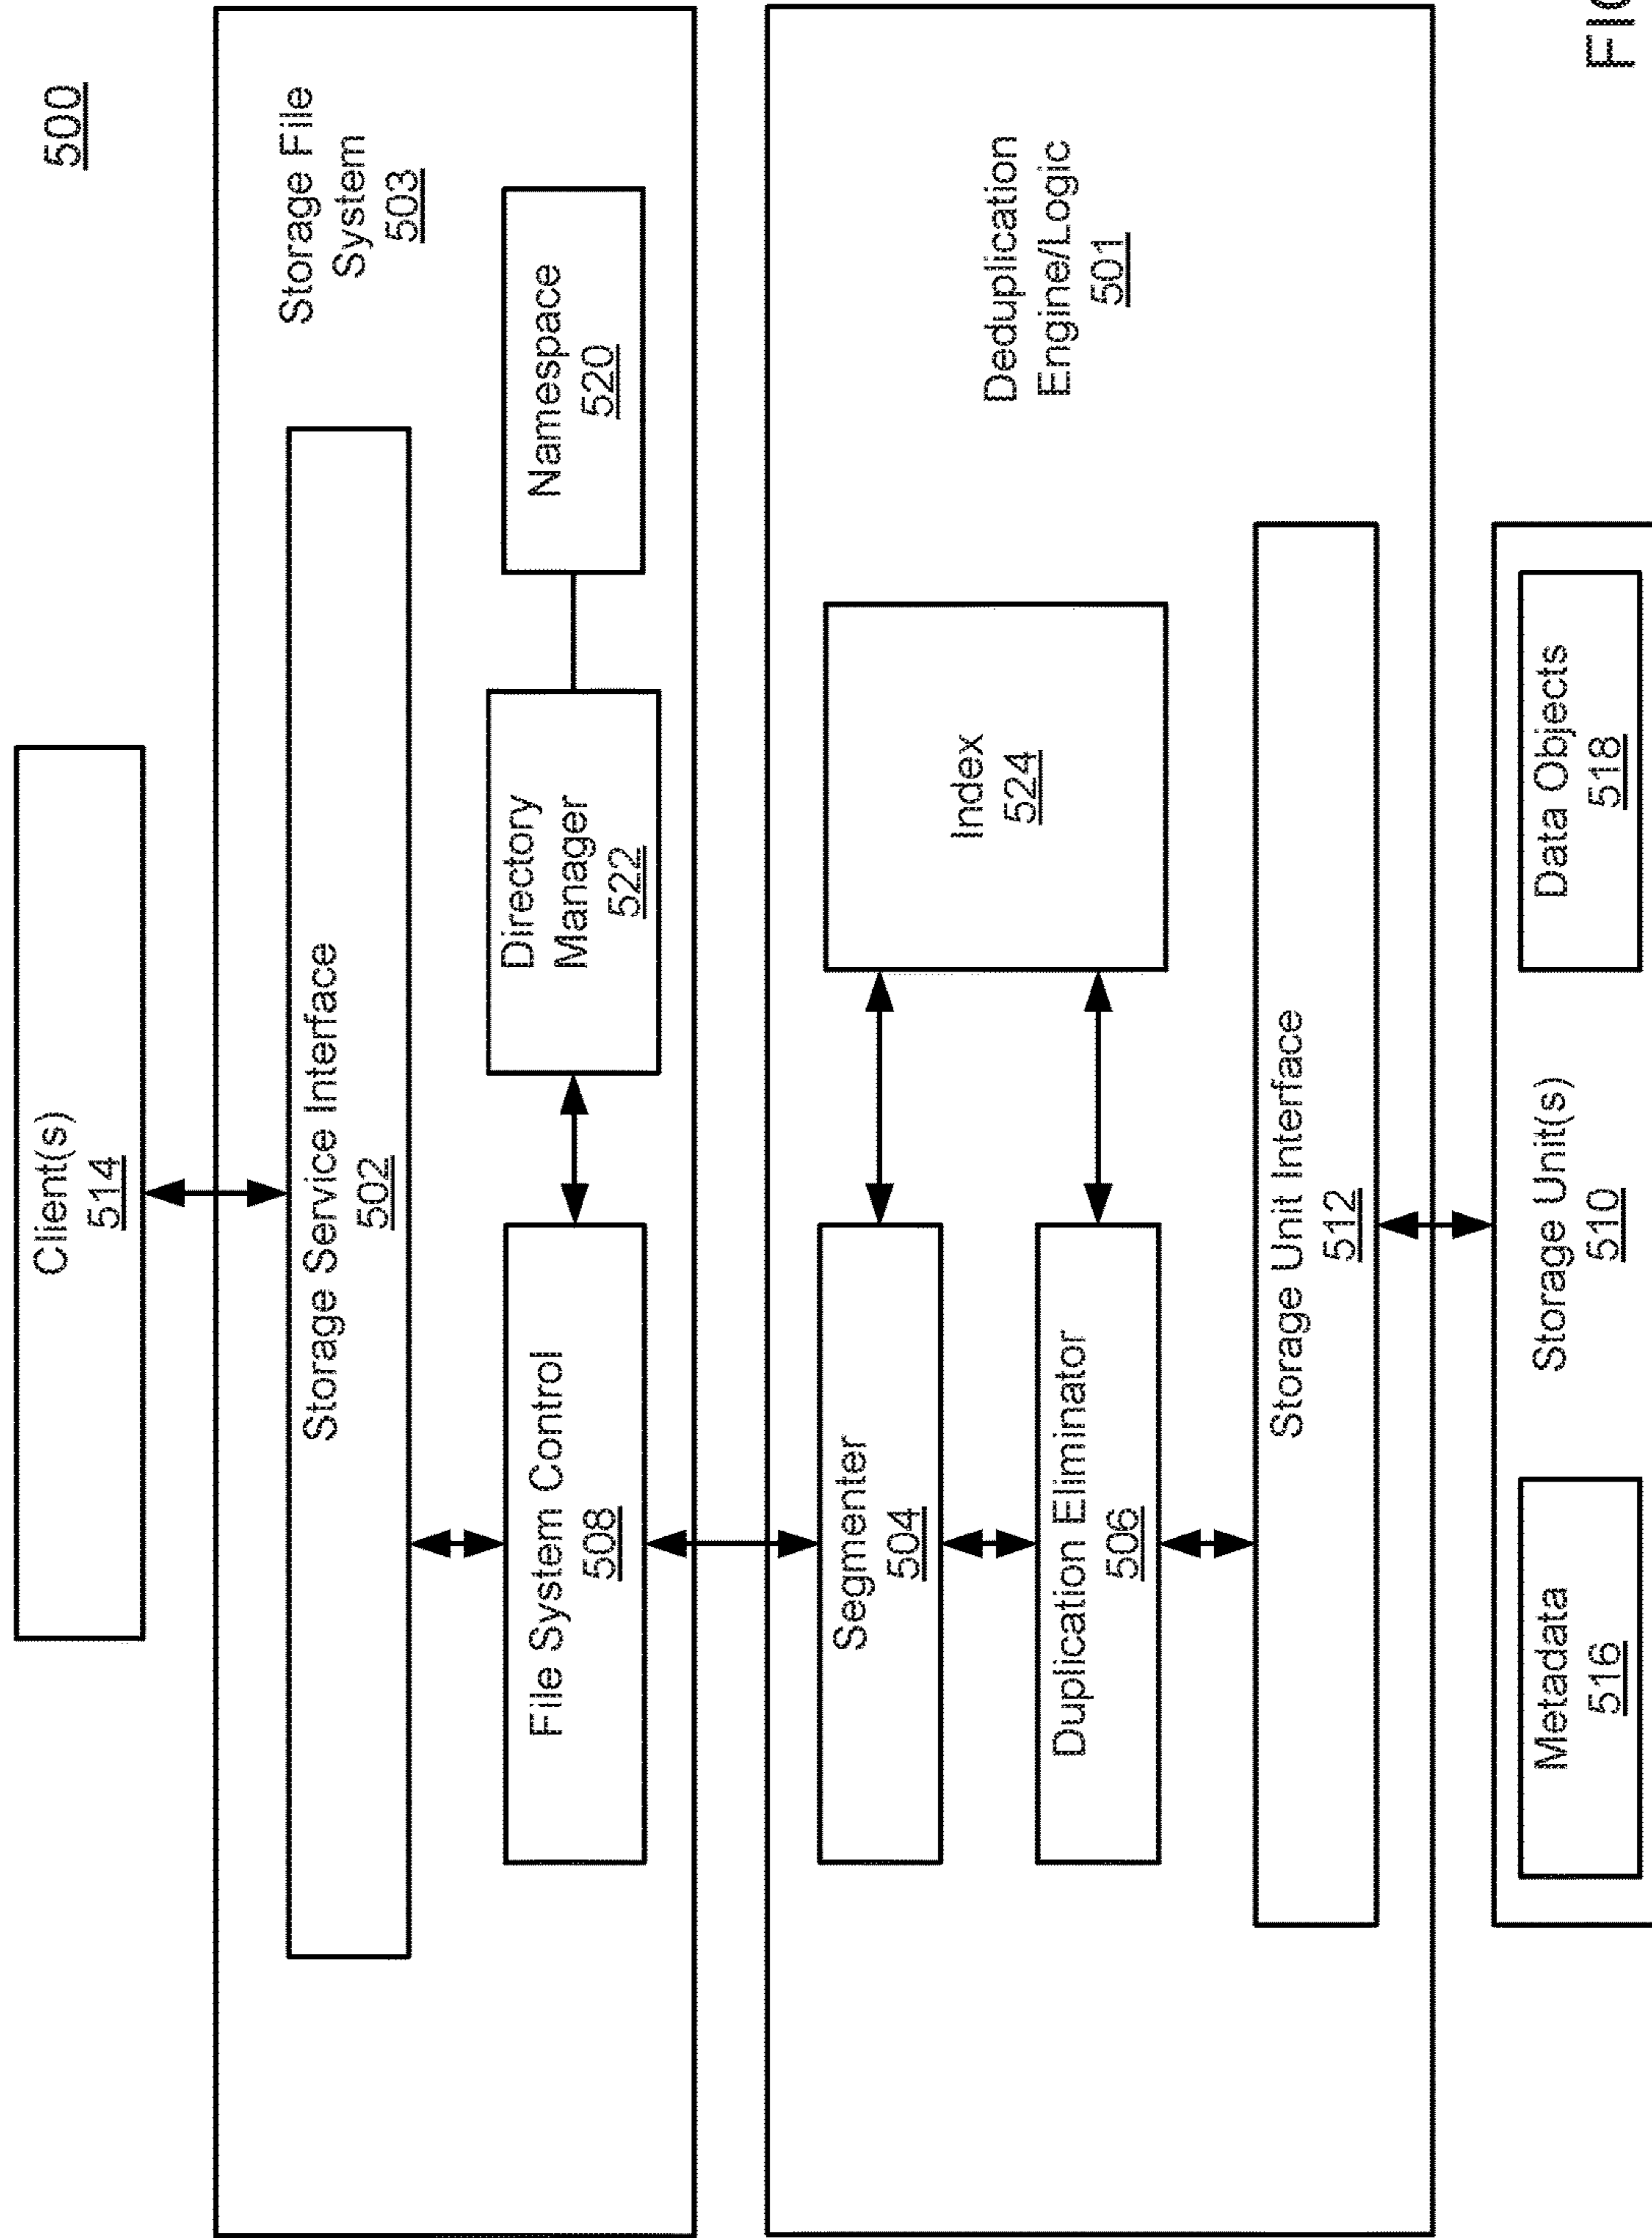 500
Client(s)
514
Storage File
System
503
Storage Service Interface
502
File System Control
508
Directory
Manager
522
Namespace
520
Deduplication
Engine/Logic
501
Segmenter
504
Index
524
Duplication Eliminator
506
Storage Unit Interface
512
Metadata
516
Storage Unit(s)
510
Data Objects
518